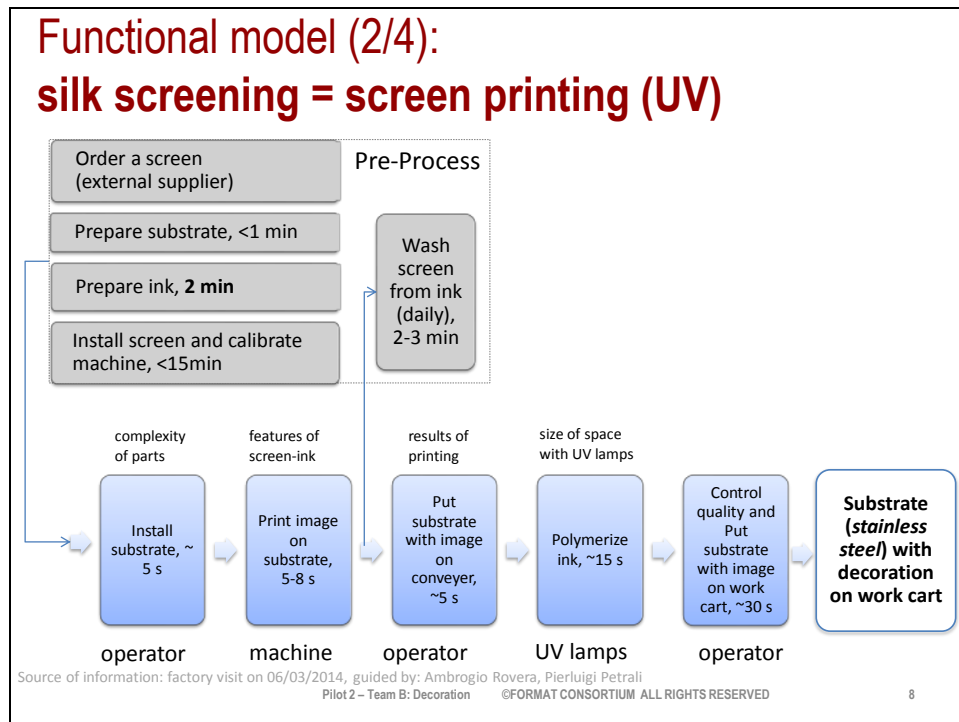 Functional model (2/4):
silk screening = screen printing (UV)
Order a screen
(external supplier)
Pre-Process
Prepare substrate, <1 min
Prepare ink, 2 min
Install screen and calibrate
machine, <15min
Wash
screen
from ink
(daily),
2-3 min
complexity
of parts
features of
screen-ink
results of
printing
size of space
with UV lamps
Install
substrate, ~
5 s
Print image
on
substrate,
5-8 s
Put
substrate
with image
on
conveyer,
~5 s
Polymerize
ink, ~15 s
Control
quality and
Put
substrate
with image
on work
cart, ~30 s
Substrate
(stainless
steel) with
decoration
on work cart
operator
machine
operator
UV lamps
operator
Source of information: factory visit on 06/03/2014, guided by: Ambrogio Rovera, Pierluigi Petrali
Pilot 2 – Team B: Decoration ©FORMAT CONSORTIUM ALL RIGHTS RESERVED 8